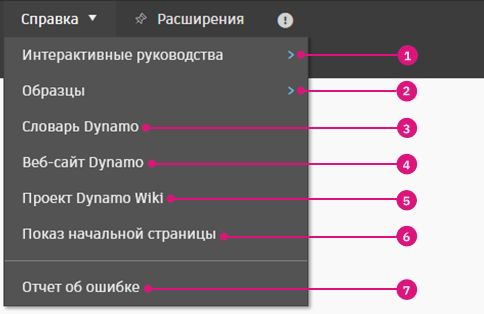 Справка Расширения
Интерактивные руководства 1
Образцы 2
Словарь Dynamo 3
Веб-сайт Dynamo 4
Проект Dynamo Wiki 5
Показ начальной страницы 6
Отчет об ошибке 7